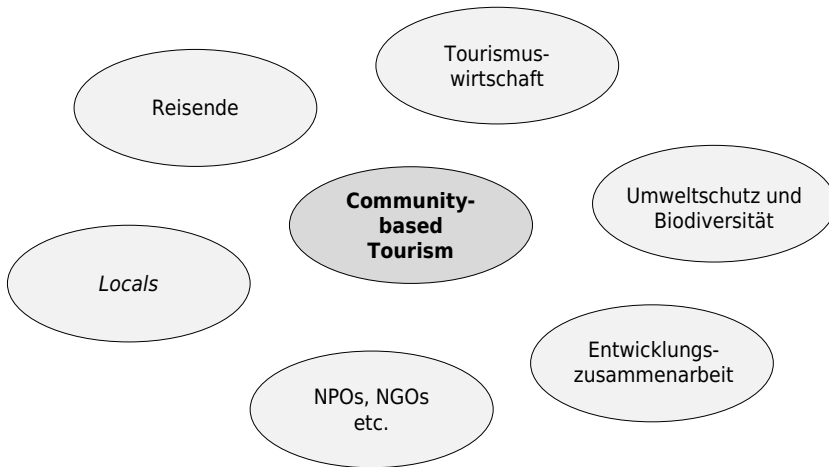 Tourismus-
wirtschaft
Reisende
Community-
based
Tourism
Umweltschutz und
Biodiversität
Locals
Entwicklungs-
zusammenarbeit
NPOs, NGOs
etc.